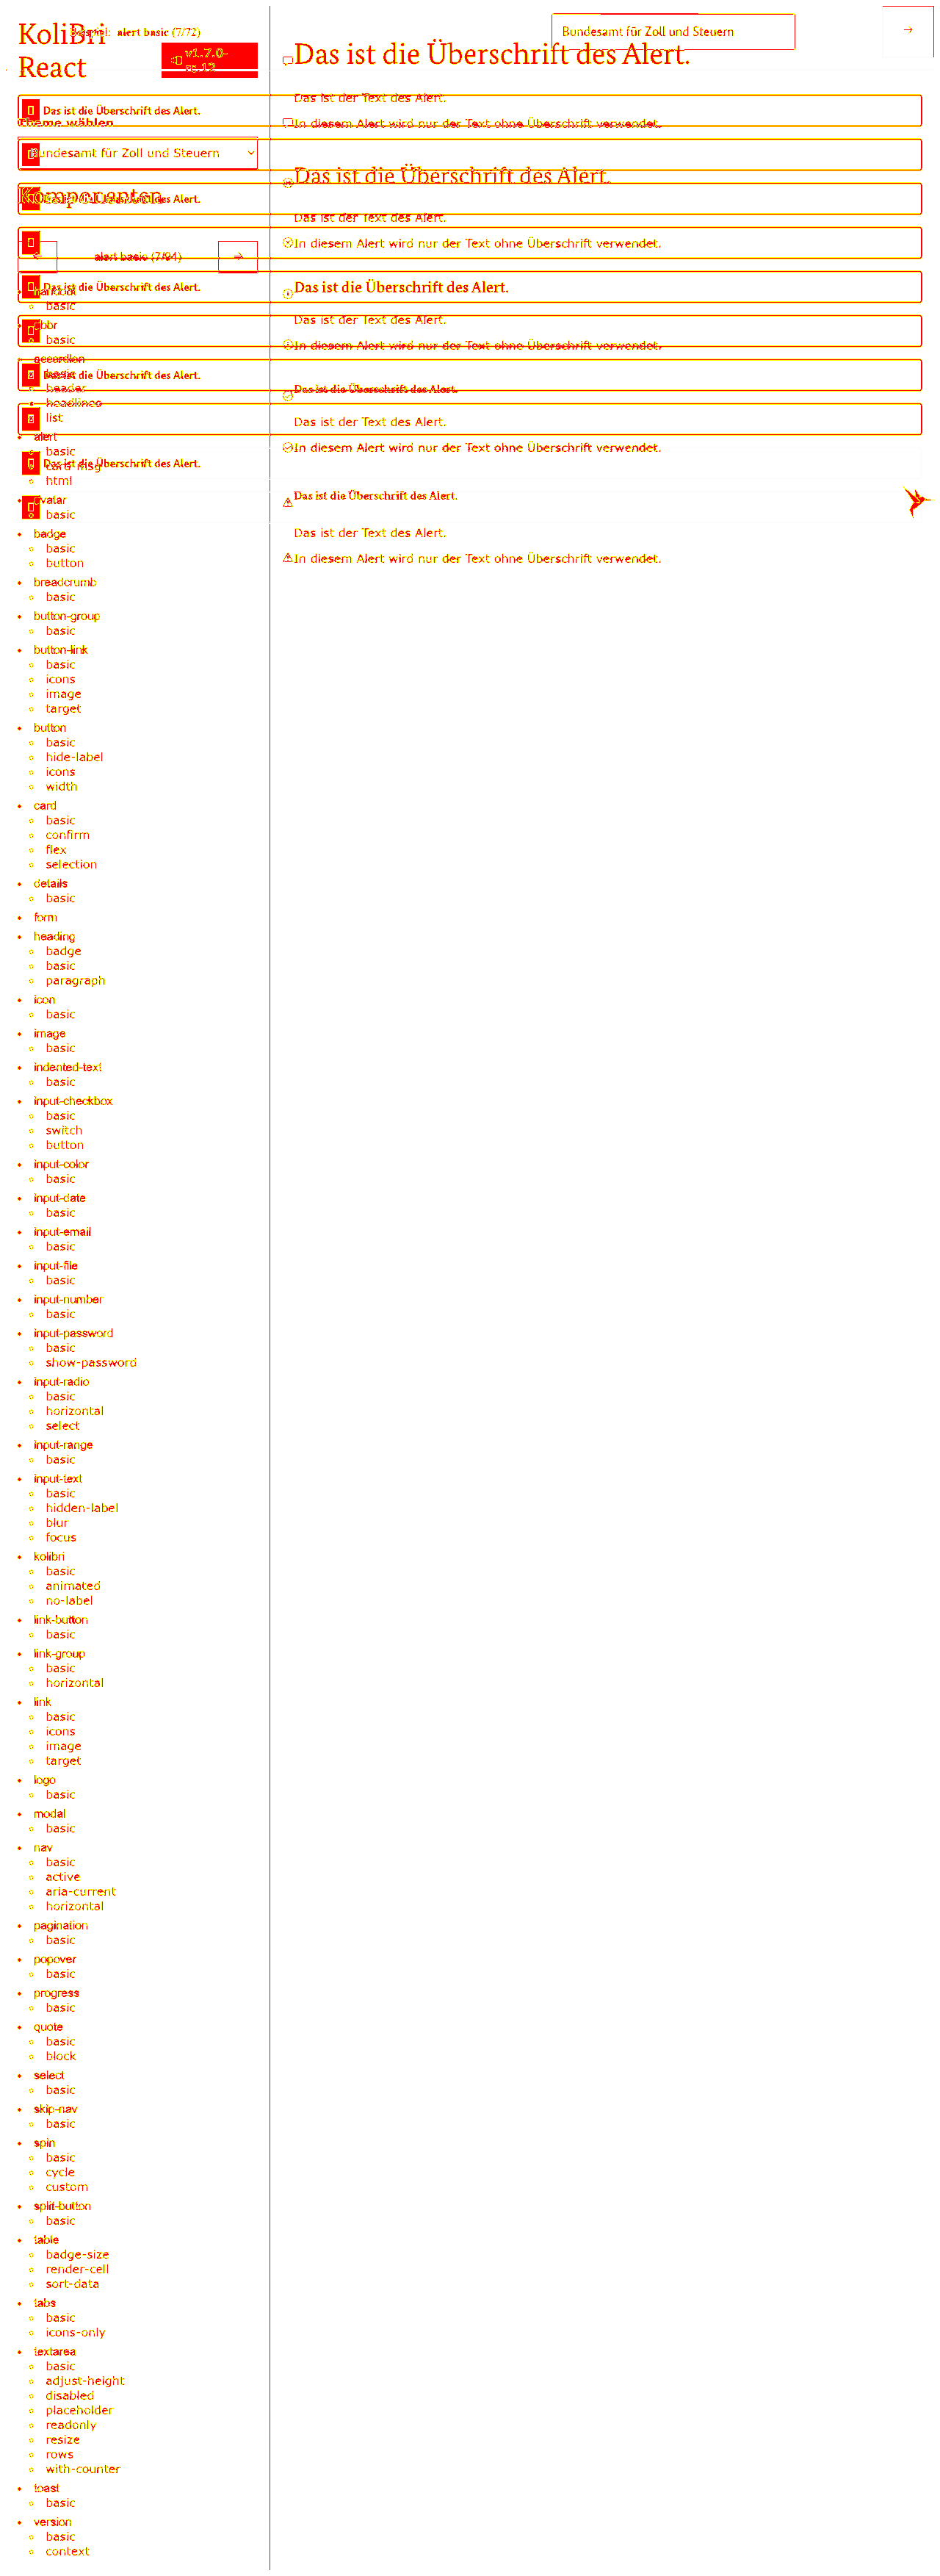 KoliBri
React
Beispiel: alert basic (7/72)
v1.7.0-
rc.12
Bundesamt für Zoll und Steuern
→
Das ist die Überschrift des Alert.
Das ist der Text des Alert.
Das ist die Überschrift des Alert.
Theme wählen
In diesem Alert wird nur der Text ohne Überschrift verwendet.
Bundesamt für Zoll und Steuern
Das ist die Überschrift des Alert.
Komponenten
Das ist die Überschrift des Alert.
Das ist der Text des Alert.
In diesem Alert wird nur der Text ohne Überschrift verwendet.
← alert basic (7/94) →
Das ist die Überschrift des Alert.
Das ist die Überschrift des Alert.
basic
Das ist der Text des Alert.
abbr
basic
In diesem Alert wird nur der Text ohne Überschrift verwendet.
accordion
basic
Das ist die Überschrift des Alert.
header
Das ist die Überschrift des Alert.
headlines
list
Das ist der Text des Alert.
alert
basic
In diesem Alert wird nur der Text ohne Überschrift verwendet.
card-msg
Das ist die Überschrift des Alert.
html
avatar
Das ist die Überschrift des Alert.
basic
badge
Das ist der Text des Alert.
basic
In diesem Alert wird nur der Text ohne Überschrift verwendet.
button
breadcrumb
basic
button-group
basic
button-link
basic
icons
image
target
button
basic
hide-label
icons
width
card
basic
confirm
flex
selection
details
basic
form
heading
badge
basic
paragraph
icon
basic
image
basic
indented-text
basic
input-checkbox
basic
switch
button
input-color
basic
input-date
basic
input-email
basic
input-file
basic
input-number
basic
input-password
basic
show-password
input-radio
basic
horizontal
select
input-range
basic
input-text
basic
hidden-label
blur
focus
kolibri
basic
animated
no-label
link-button
basic
link-group
basic
horizontal
link
basic
icons
image
target
logo
basic
modal
basic
nav
basic
active
aria-current
horizontal
pagination
basic
popover
basic
progress
basic
quote
basic
block
select
basic
skip-nav
basic
spin
basic
cycle
custom
split-button
basic
table
badge-size
render-cell
sort-data
tabs
basic
icons-only
textarea
basic
adjust-height
disabled
placeholder
readonly
resize
rows
with-counter
toast
basic
version
basic
context